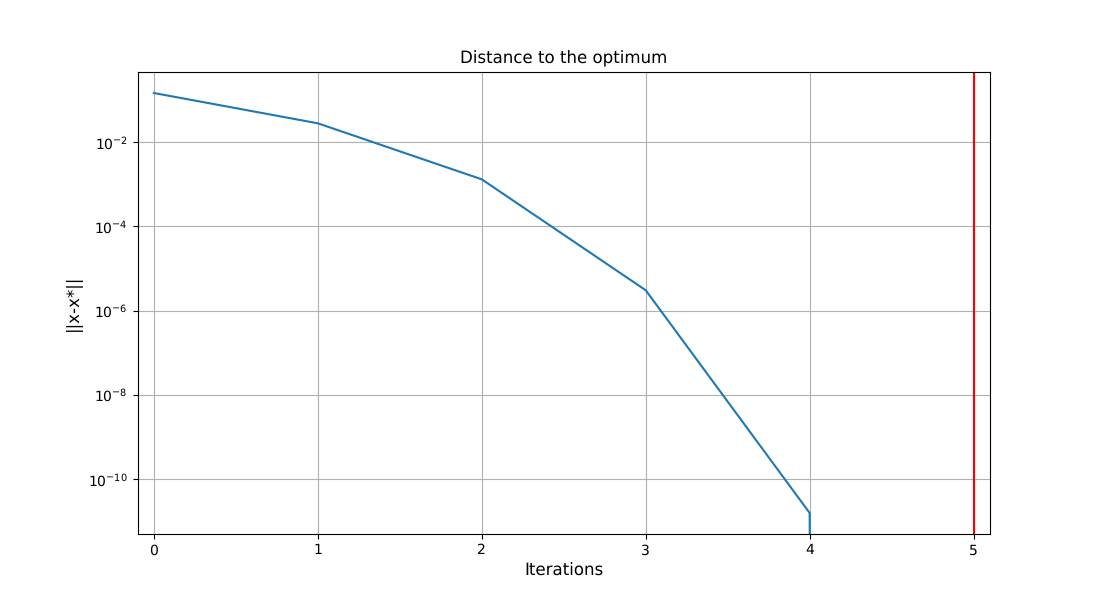 Distance to the optimum
||x-x*||
10⁻²
10⁻⁴
10⁻⁶
10⁻⁸
10⁻¹⁰
0 1 2 3 4 5
Iterations